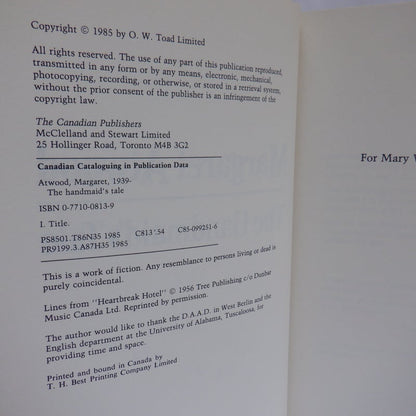 Copyright © 1985 by O. W. Toad Limited
All rights reserved. The use of any part of this publication reproduced,
transmitted in any form or by any means, electronic, mechanical,
photocopying, recording, or otherwise, or stored in a retrieval system,
without the prior consent of the publisher is an infringement of the
copyright law.
The Canadian Publishers
McClelland and Stewart Limited
25 Hollinger Road, Toronto M4B 3G2
Canadian Cataloguing in Publication Data
Atwood, Margaret, 1939-
The handmaid's tale
ISBN 0-7710-0813-9
I. Title.
PS8501.T86N35 1985 C813'.54 C85-099251-6
PR9199.3.A87H35 1985
This is a work of fiction. Any resemblance to persons living or dead is
purely coincidental.
Lines from "Heartbreak Hotel" © 1956 Tree Publishing c/o Dunbar
Music Canada Ltd. Reprinted by permission.
The author would like to thank the D.A.A.D. in West Berlin and the
English department at the University of Alabama, Tuscaloosa, for
providing time and space.
Printed and bound in Canada by
T. H. Best Printing Company Limited
For Mary